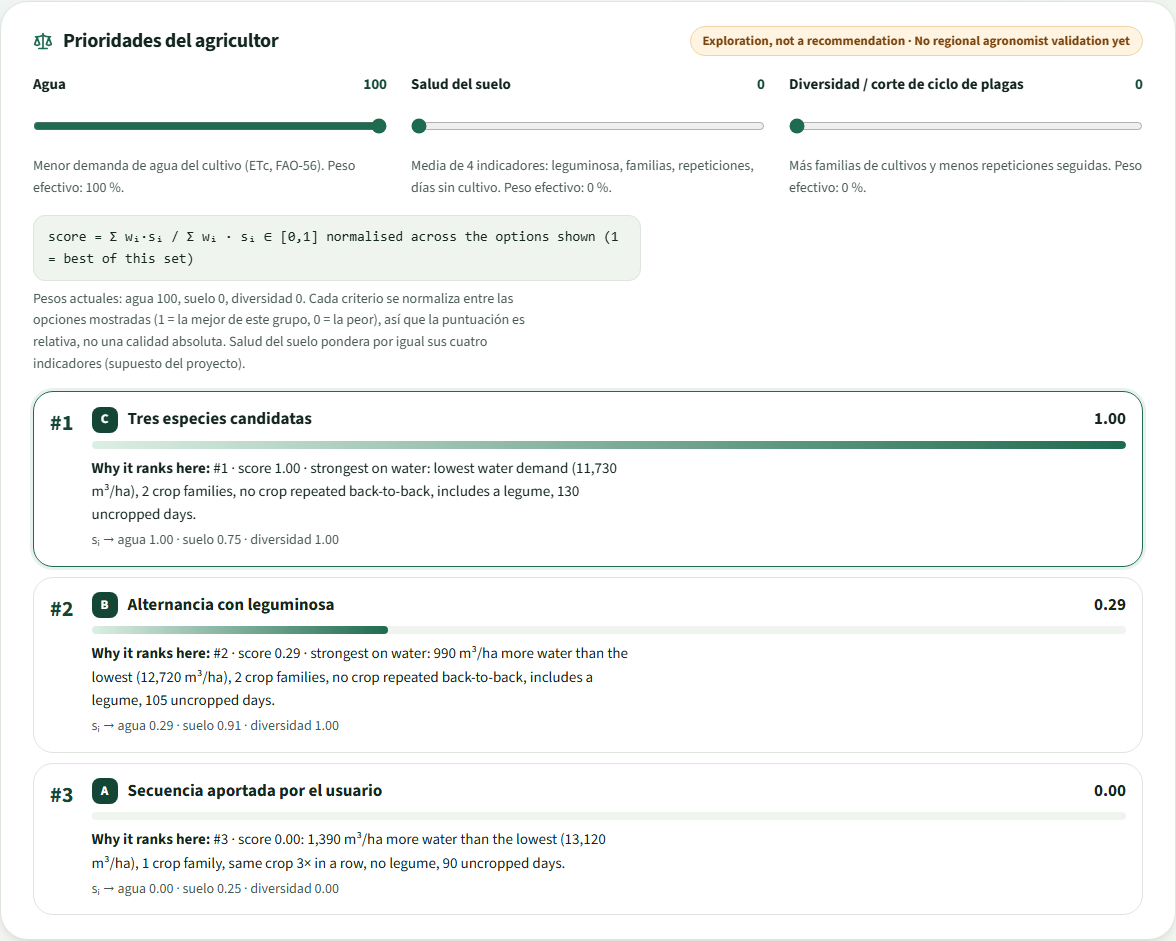 Prioridades del agricultor
Exploration, not a recommendation · No regional agronomist validation yet
Agua 100
Menor demanda de agua del cultivo (ETc, FAO-56). Peso
efectivo: 100 %.
Salud del suelo 0
Media de 4 indicadores: leguminosa, familias, repeticiones,
días sin cultivo. Peso efectivo: 0 %.
Diversidad / corte de ciclo de plagas 0
Más familias de cultivos y menos repeticiones seguidas. Peso
efectivo: 0 %.
score = Σ wᵢ·sᵢ / Σ wᵢ · sᵢ ∈ [0,1] normalised across the options shown (1
= best of this set)
Pesos actuales: agua 100, suelo 0, diversidad 0. Cada criterio se normaliza entre las
opciones mostradas (1 = la mejor de este grupo, 0 = la peor), así que la puntuación es
relativa, no una calidad absoluta. Salud del suelo pondera por igual sus cuatro
indicadores (supuesto del proyecto).
#1 C Tres especies candidatas 1.00
Why it ranks here: #1 · score 1.00 · strongest on water: lowest water demand (11,730
m³/ha), 2 crop families, no crop repeated back-to-back, includes a legume, 130
uncropped days.
sᵢ → agua 1.00 · suelo 0.75 · diversidad 1.00
#2 B Alternancia con leguminosa 0.29
Why it ranks here: #2 · score 0.29 · strongest on water: 990 m³/ha more water than the
lowest (12,720 m³/ha), 2 crop families, no crop repeated back-to-back, includes a
legume, 105 uncropped days.
sᵢ → agua 0.29 · suelo 0.91 · diversidad 1.00
#3 A Secuencia aportada por el usuario 0.00
Why it ranks here: #3 · score 0.00: 1,390 m³/ha more water than the lowest (13,120
m³/ha), 1 crop family, same crop 3× in a row, no legume, 90 uncropped days.
sᵢ → agua 0.00 · suelo 0.25 · diversidad 0.00